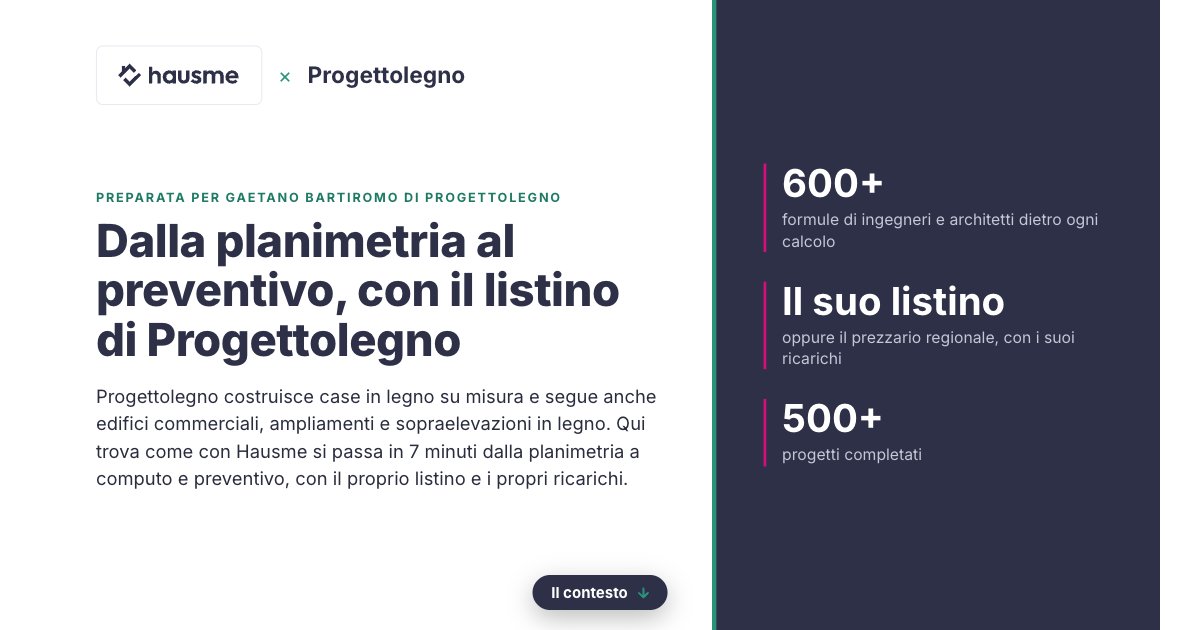 hausme × Progettolegno
PREPARATA PER GAETANO BARTIROMO DI PROGETTOLEGNO
Dalla planimetria al
preventivo, con il listino
di Progettolegno
Progettolegno costruisce case in legno su misura e segue anche
edifici commerciali, ampliamenti e sopraelevazioni in legno. Qui
trova come con Hausme si passa in 7 minuti dalla planimetria a
computo e preventivo, con il proprio listino e i propri ricarichi.
Il contesto ↓
600+
formule di ingegneri e architetti dietro ogni
calcolo
Il suo listino
oppure il prezzario regionale, con i suoi
ricarichi
500+
progetti completati